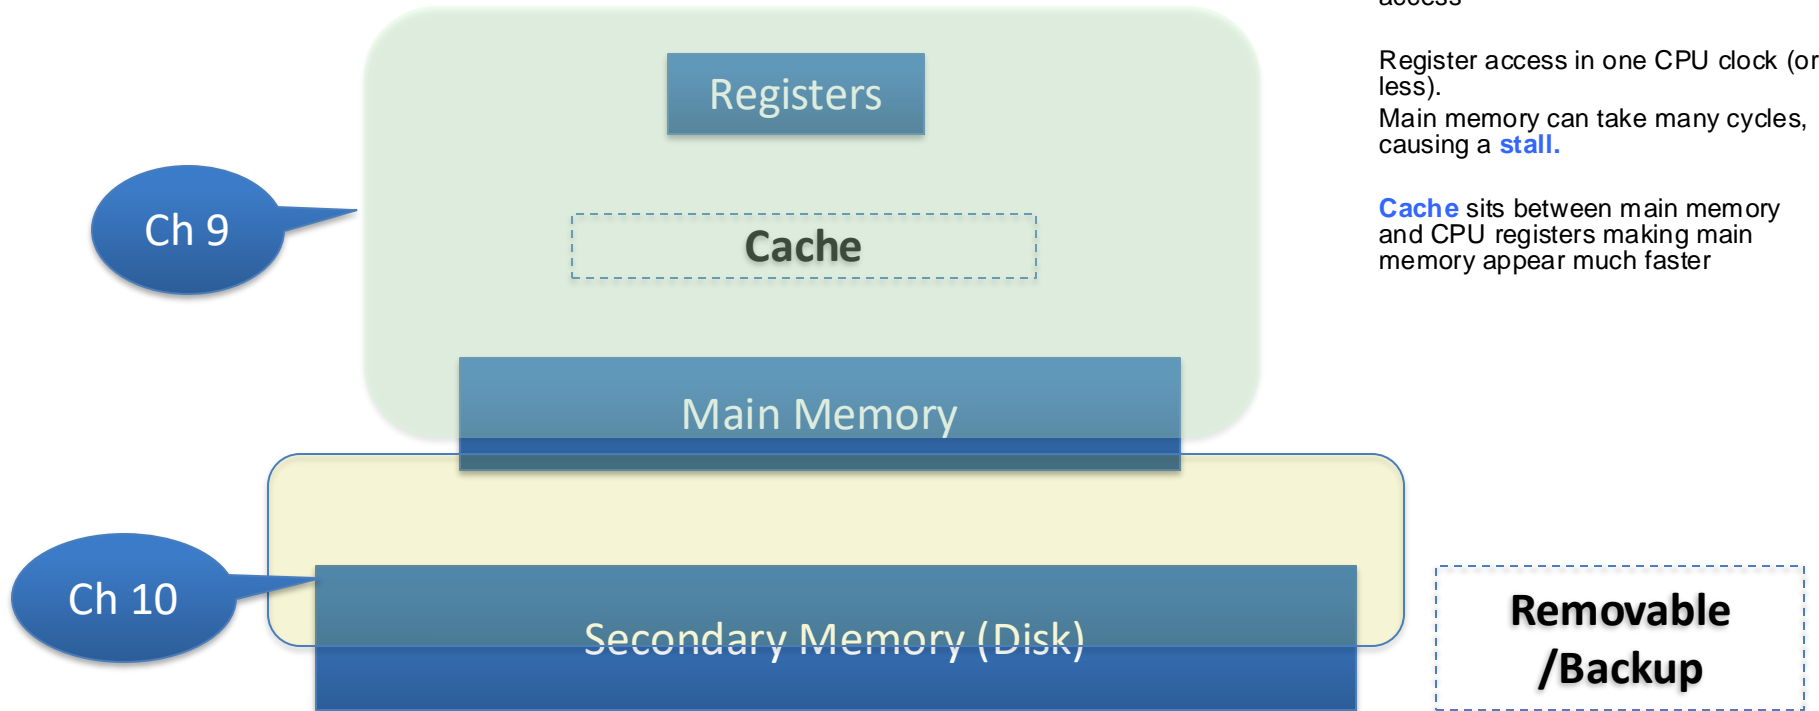 access
Registers
Register access in one CPU clock (or
less).
Main memory can take many cycles,
causing a stall.
Ch 9
Cache
Cache sits between main memory
and CPU registers making main
memory appear much faster
Main Memory
Ch 10
Secondary Memory (Disk)
Removable
/Backup